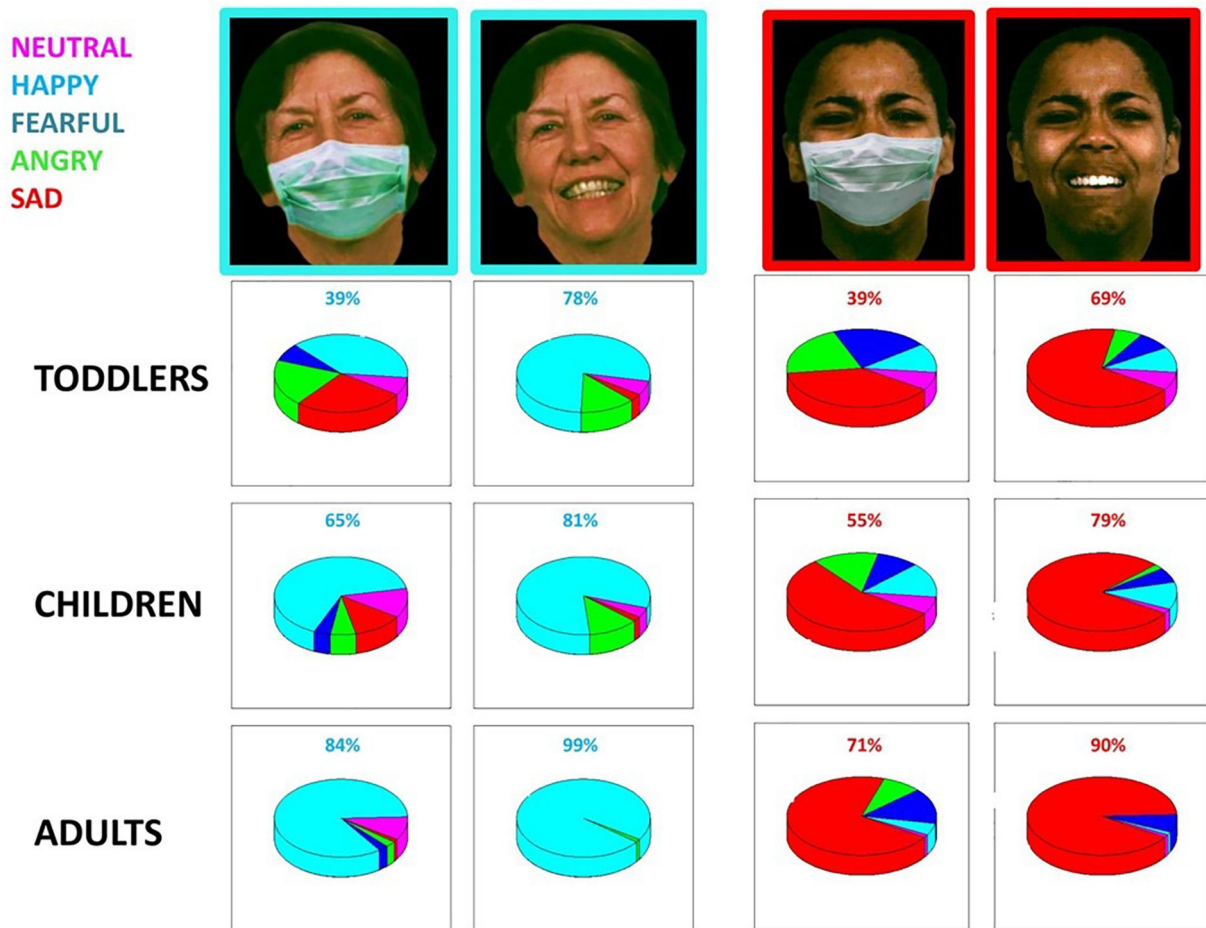 NEUTRAL
HAPPY
FEARFUL
ANGRY
SAD
39%
78%
39%
69%
TODDLERS
65%
81%
55%
79%
CHILDREN
84%
99%
71%
90%
ADULTS